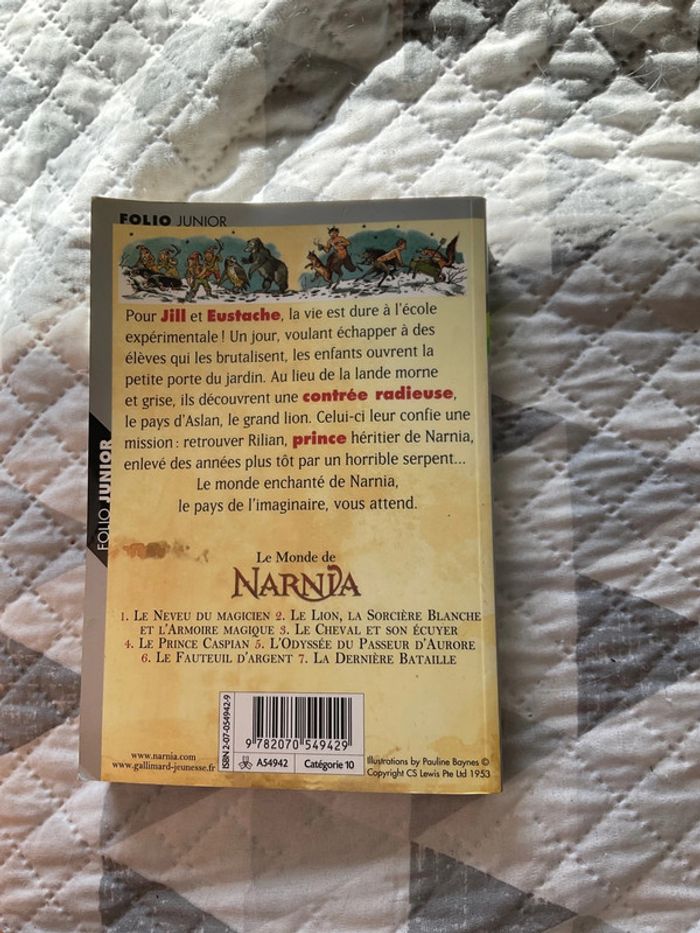 FOLIO JUNIOR
Pour Jill et Eustache, la vie est dure à l'école
expérimentale ! Un jour, voulant échapper à des
élèves qui les brutalisent, les enfants ouvrent la
petite porte du jardin. Au lieu de la lande morne
et grise, ils découvrent une contrée radieuse,
le pays d'Aslan, le grand lion. Celui-ci leur confie une
mission : retrouver Rilian, prince héritier de Narnia,
enlevé des années plus tôt par un horrible serpent...
Le monde enchanté de Narnia,
le pays de l'imaginaire, vous attend.
FOLIO JUNIOR
Le Monde de
NARNIA
1. Le Neveu du magicien 2. Le Lion, la Sorcière Blanche
et l'Armoire magique 3. Le Cheval et son écuyer
4. Le Prince Caspian 5. L'Odyssée du Passeur d'Aurore
6. Le Fauteuil d'argent 7. La Dernière Bataille
ISBN 2-07-054942-9
9 782070 549429
www.narnia.com
www.gallimard-jeunesse.fr
A54942 Catégorie 10
Illustrations by Pauline Baynes ©
Copyright CS Lewis Pte Ltd 1953